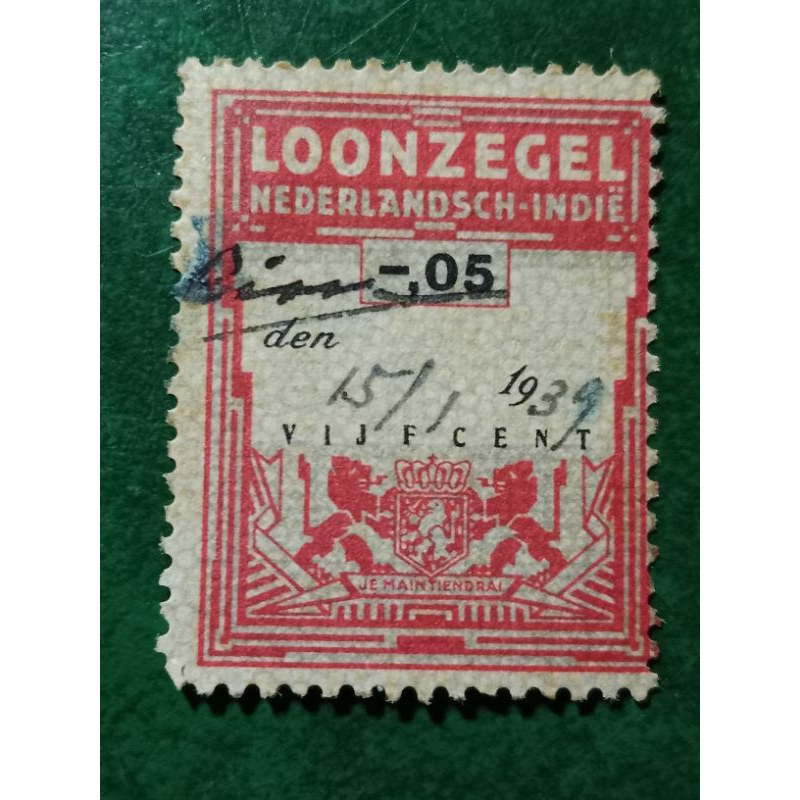 LOONZEGEL
NEDERLANDSCH-INDIË
-.05
den
15/1 1939
VIJF CENT
JE MAINTIENDRAI